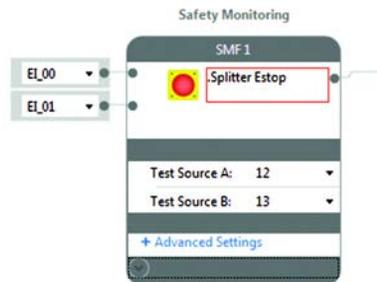 Safety Monitoring
SMF 1
EI_00
.Splitter Estop
EI_01
Test Source A: 12
Test Source B: 13
+ Advanced Settings